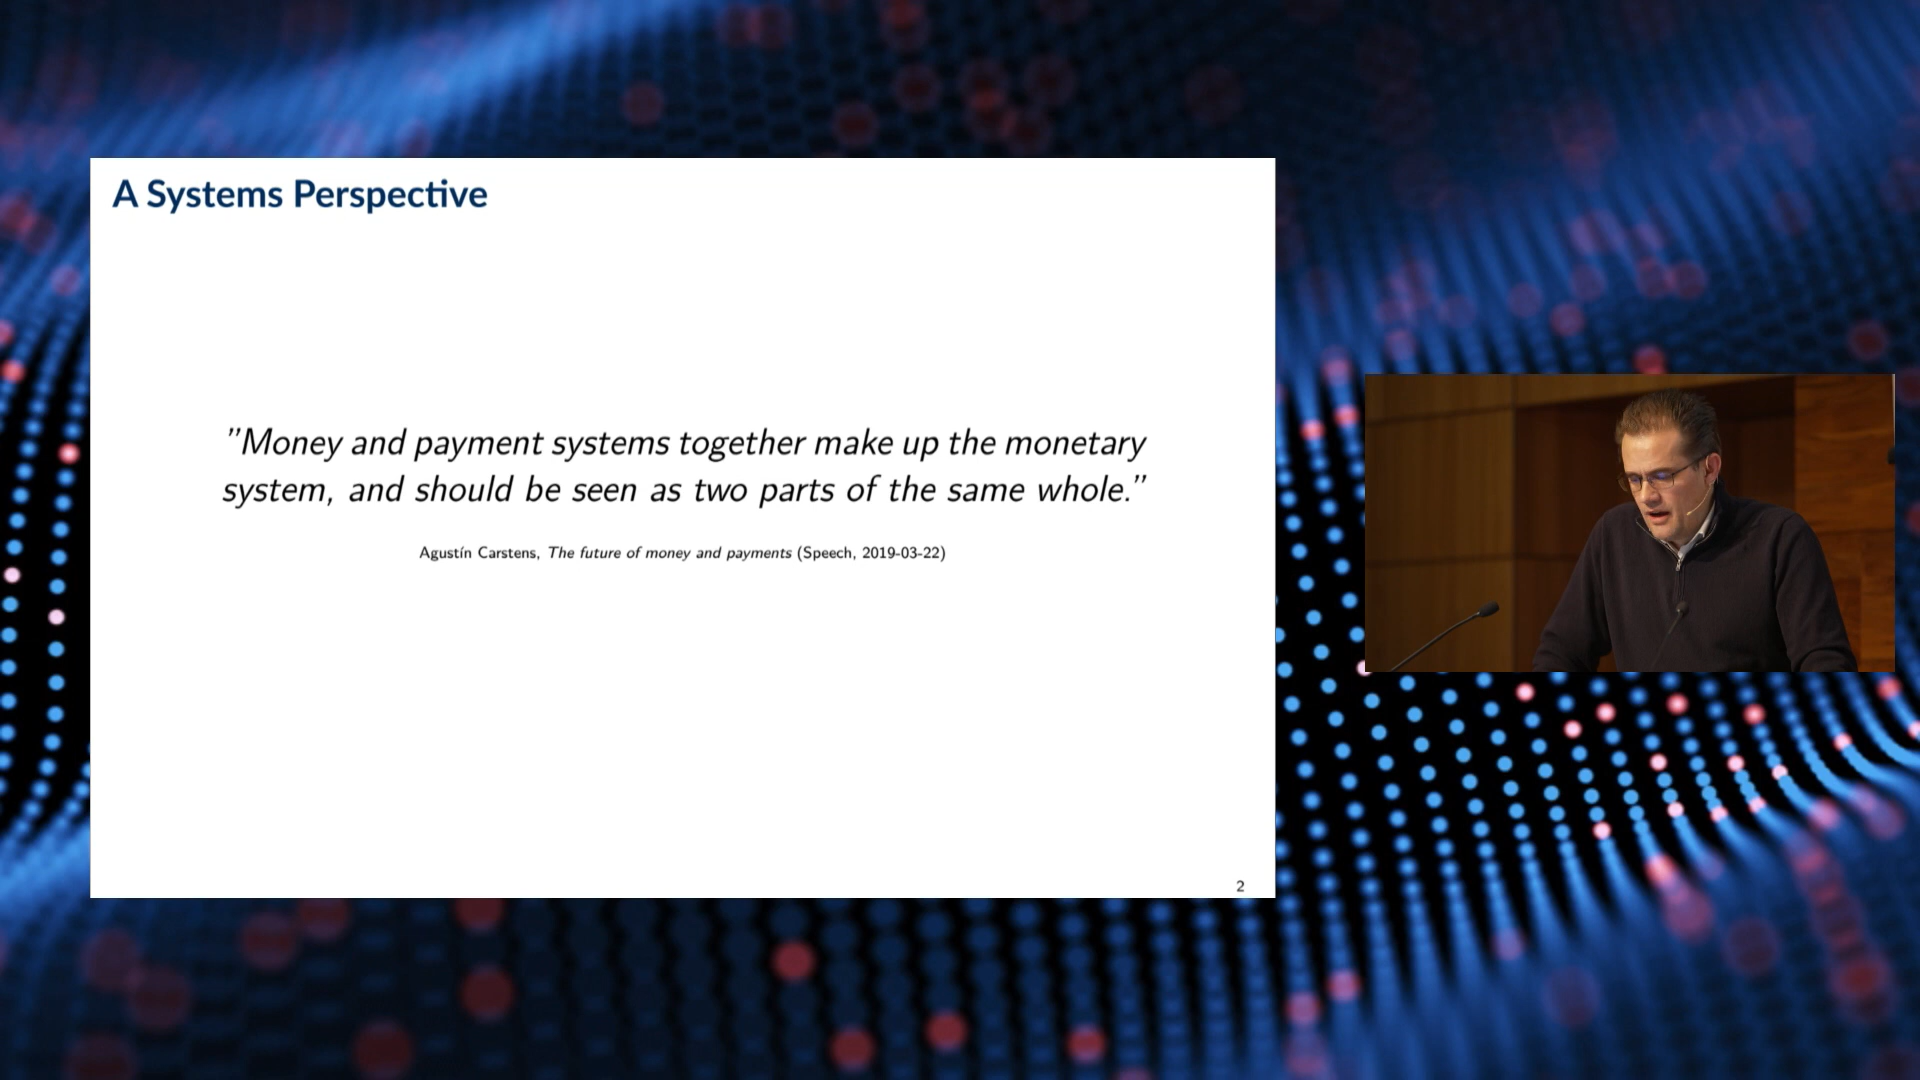 A Systems Perspective
”Money and payment systems together make up the monetary
system, and should be seen as two parts of the same whole.”
Agustín Carstens, The future of money and payments (Speech, 2019-03-22)
2